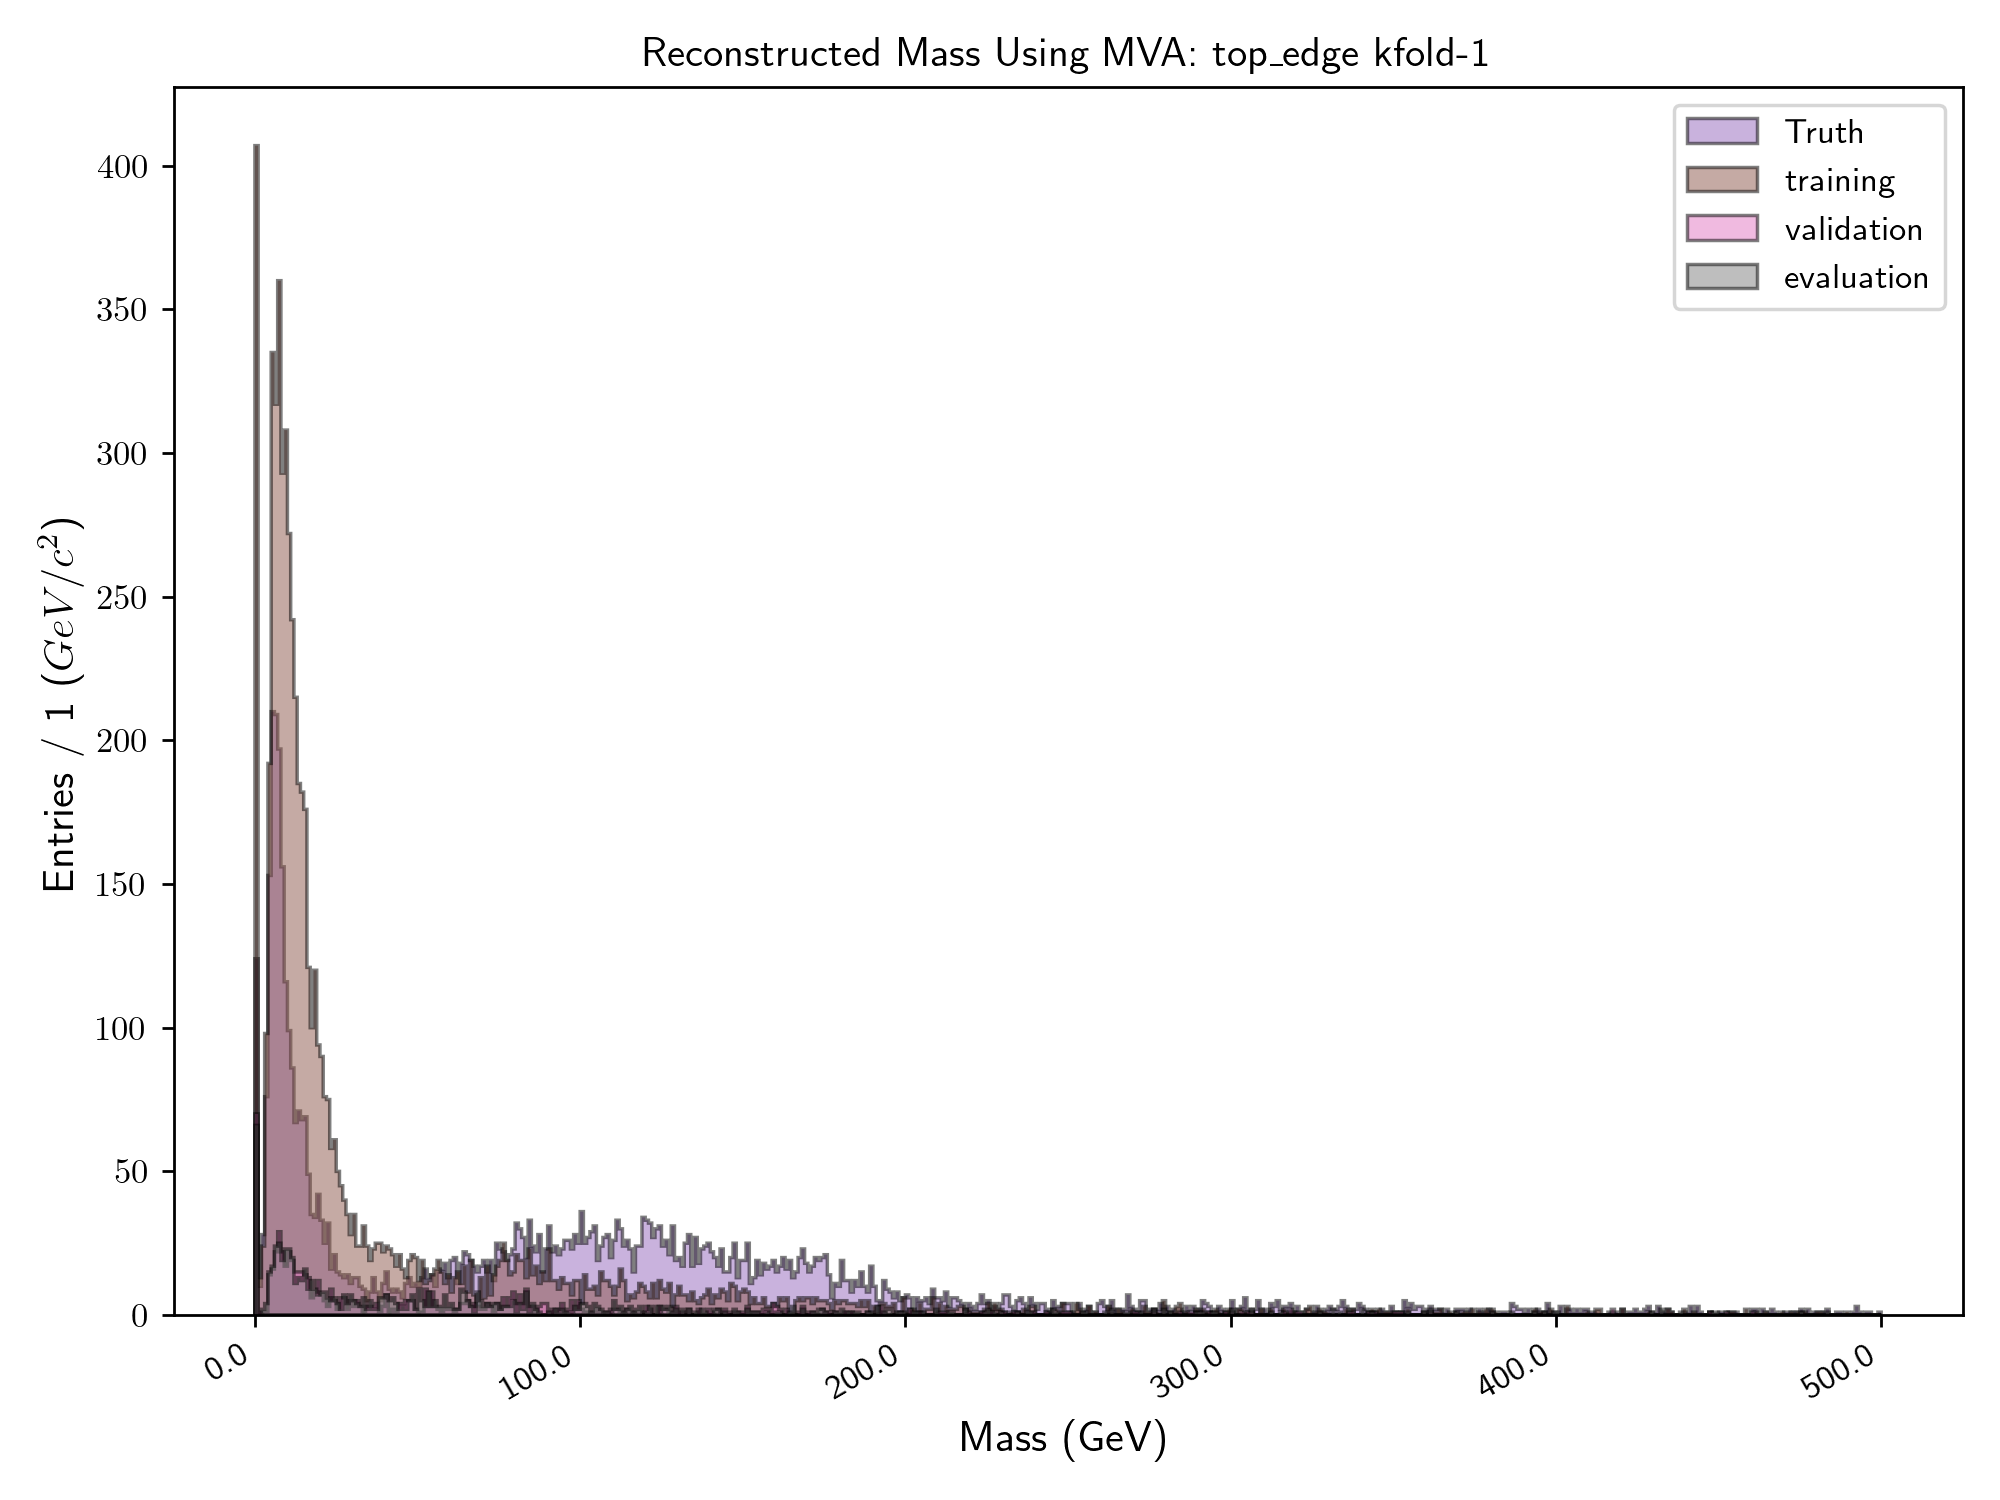 Reconstructed Mass Using MVA: top_edge kfold-1
Truth
training
validation
evaluation
Entries / 1 (GeV/c²)
400
350
300
250
200
150
100
50
0
0.0
100.0
200.0
300.0
400.0
500.0
Mass (GeV)